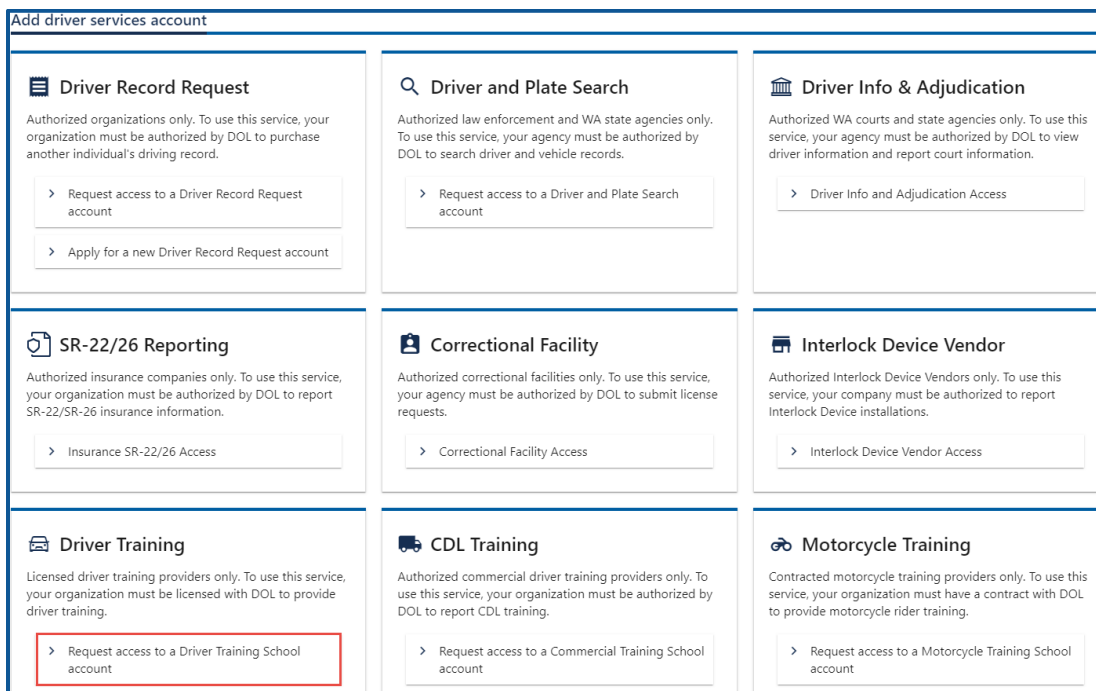 Add driver services account
Driver Record Request
Authorized organizations only. To use this service, your
organization must be authorized by DOL to purchase
another individual's driving record.
Request access to a Driver Record Request
account
Apply for a new Driver Record Request account
Driver and Plate Search
Authorized law enforcement and WA state agencies only.
To use this service, your agency must be authorized by
DOL to search driver and vehicle records.
Request access to a Driver and Plate Search
account
Driver Info & Adjudication
Authorized WA courts and state agencies only. To use this
service, your agency must be authorized by DOL to view
driver information and report court information.
Driver Info and Adjudication Access
SR-22/26 Reporting
Authorized insurance companies only. To use this service,
your organization must be authorized by DOL to report
SR-22/SR-26 insurance information.
Insurance SR-22/26 Access
Correctional Facility
Authorized correctional facilities only. To use this service,
your agency must be authorized by DOL to submit license
requests.
Correctional Facility Access
Interlock Device Vendor
Authorized Interlock Device Vendors only. To use this
service, your company must be authorized to report
Interlock Device installations.
Interlock Device Vendor Access
Driver Training
Licensed driver training providers only. To use this service,
your organization must be licensed with DOL to provide
driver training.
Request access to a Driver Training School
account
CDL Training
Authorized commercial driver training providers only. To
use this service, your organization must be authorized by
DOL to report CDL training.
Request access to a Commercial Training School
account
Motorcycle Training
Contracted motorcycle training providers only. To use this
service, your organization must have a contract with DOL
to provide motorcycle rider training.
Request access to a Motorcycle Training School
account